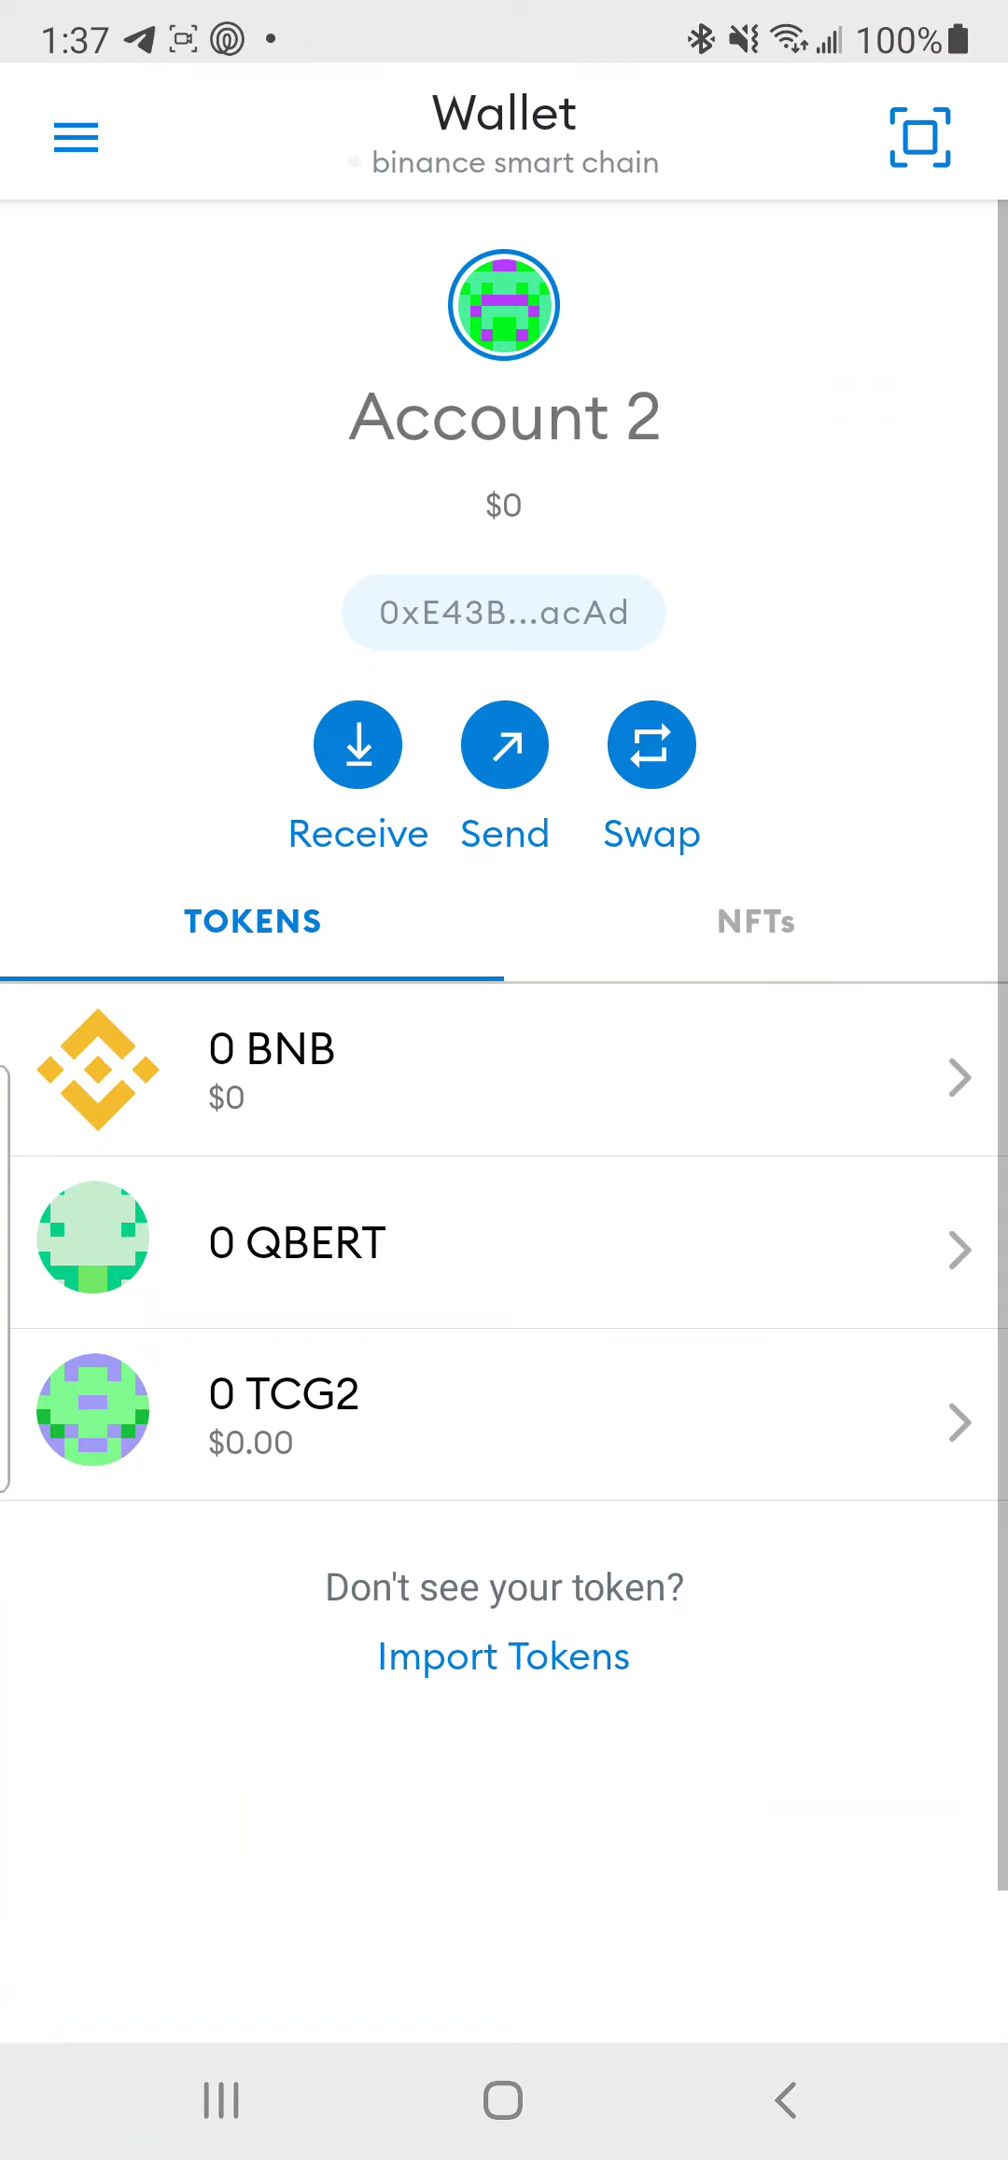 1:37 100%
Wallet
binance smart chain
Account 2
$0
0xE43B...acAd
Receive Send Swap
TOKENS NFTs
0 BNB
$0
0 QBERT
0 TCG2
$0.00
Don't see your token?
Import Tokens